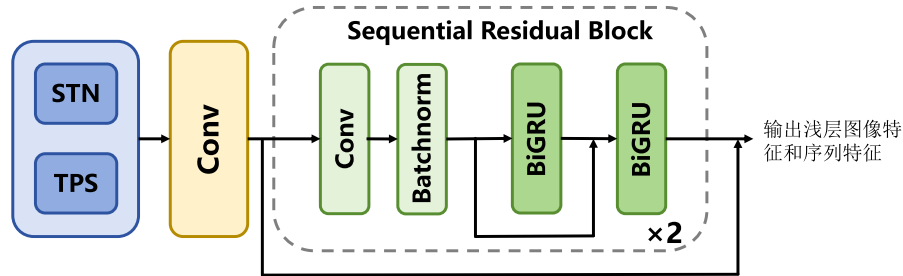 Sequential Residual Block
STN
TPS
Conv
Conv
Batchnorm
BiGRU
BiGRU
×2
输出浅层图像特
征和序列特征